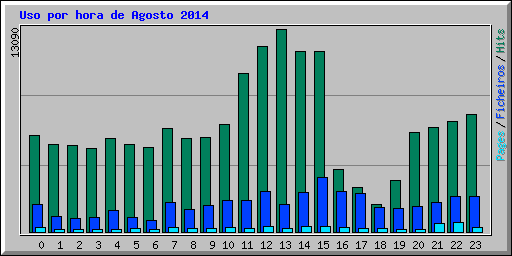 Uso por hora de Agosto 2014
13090
Pages / Ficheiros / Hits
0 1 2 3 4 5 6 7 8 9 10 11 12 13 14 15 16 17 18 19 20 21 22 23